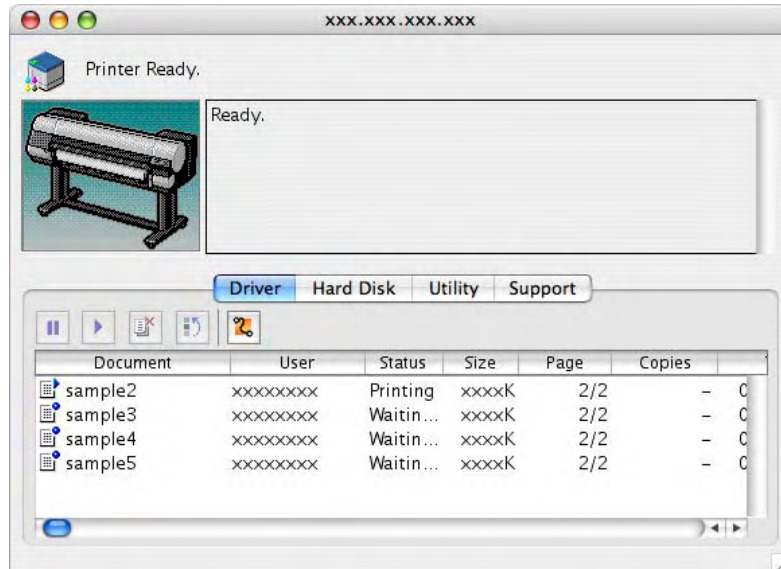 xxx.xxx.xxx.xxx
Printer Ready.
Ready.
Driver Hard Disk Utility Support
Document User Status Size Page Copies
sample2 xxxxxxxx Printing xxxxK 2/2 –
sample3 xxxxxxxx Waitin... xxxxK 2/2 –
sample4 xxxxxxxx Waitin... xxxxK 2/2 –
sample5 xxxxxxxx Waitin... xxxxK 2/2 –